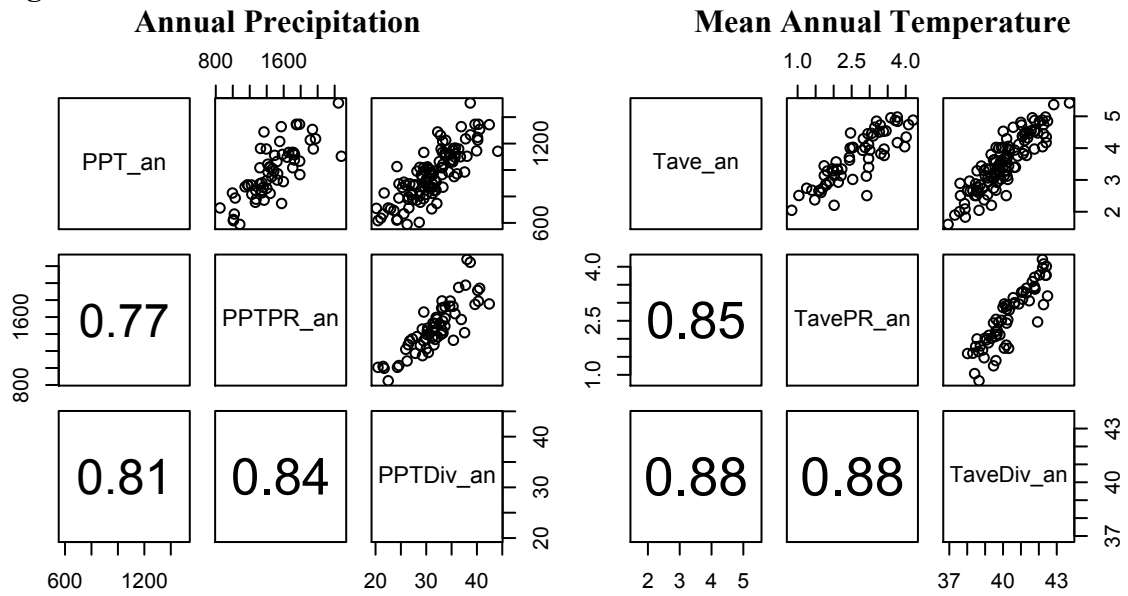 Annual Precipitation Mean Annual Temperature
800 1600 1.0 2.5 4.0
PPT_an 600 1200 Tave_an 2 3 4 5
800 1600 0.77 PPTPR_an 1.0 2.5 4.0 0.85 TavePR_an
0.81 0.84 PPTDiv_an 20 30 40 0.88 0.88 TaveDiv_an 37 40 43
600 1200 20 30 40 2 3 4 5 37 40 43